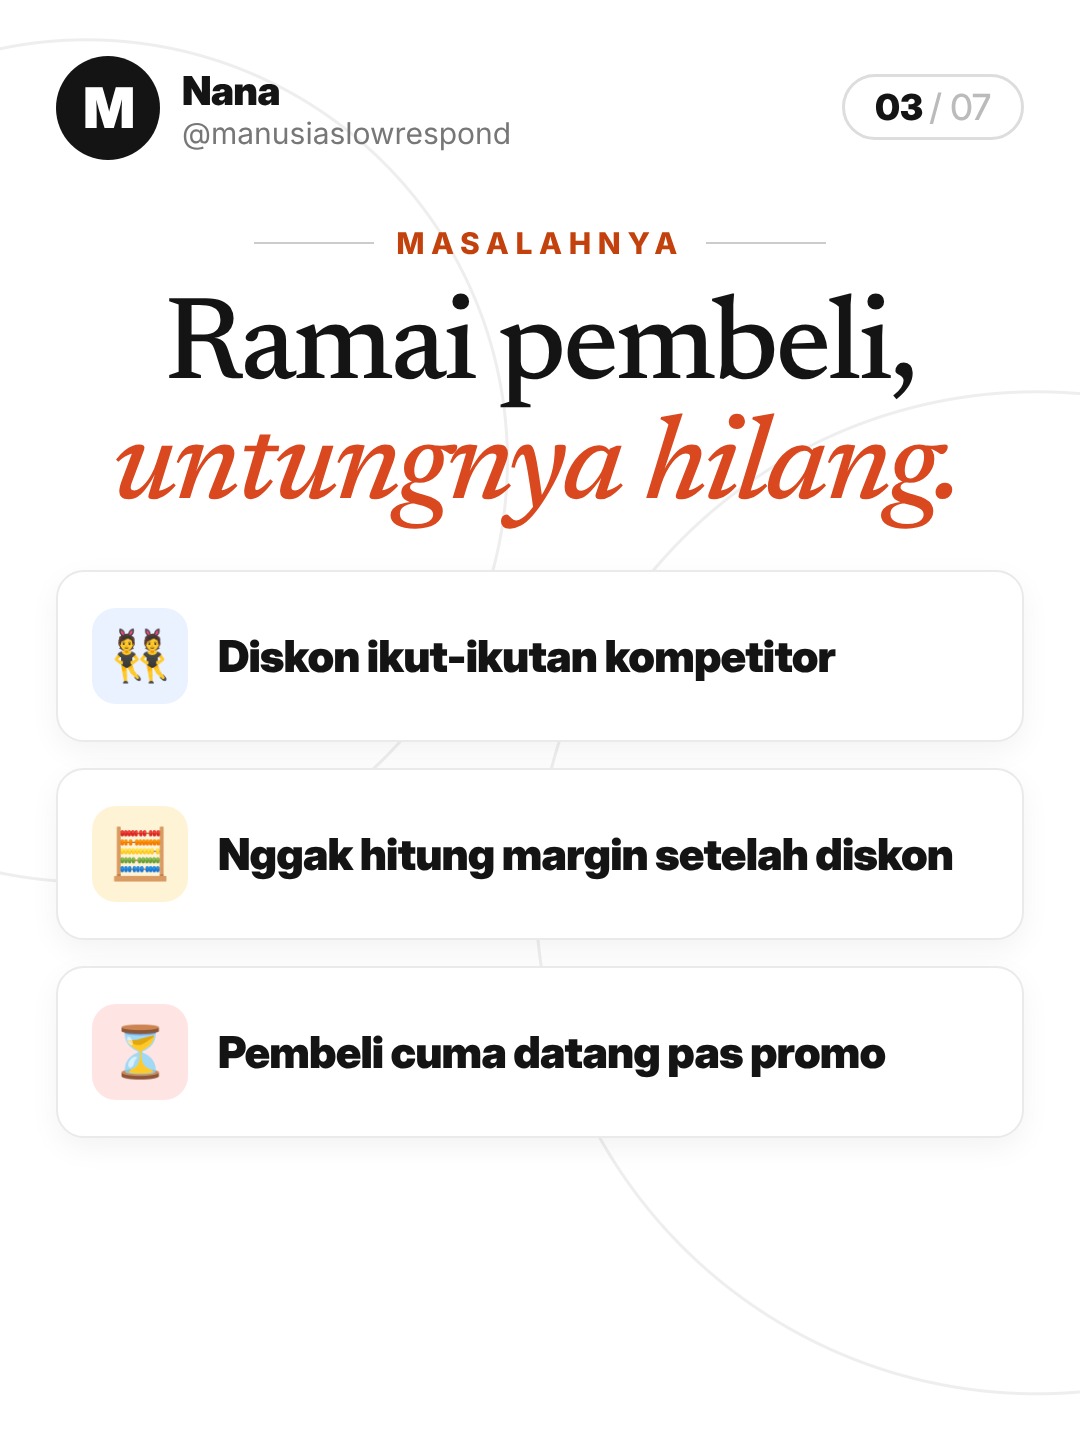 M
Nana
@manusiaslowrespond
03 / 07
MASALAHNYA
Ramai pembeli,
untungnya hilang.
Diskon ikut-ikutan kompetitor
Nggak hitung margin setelah diskon
Pembeli cuma datang pas promo